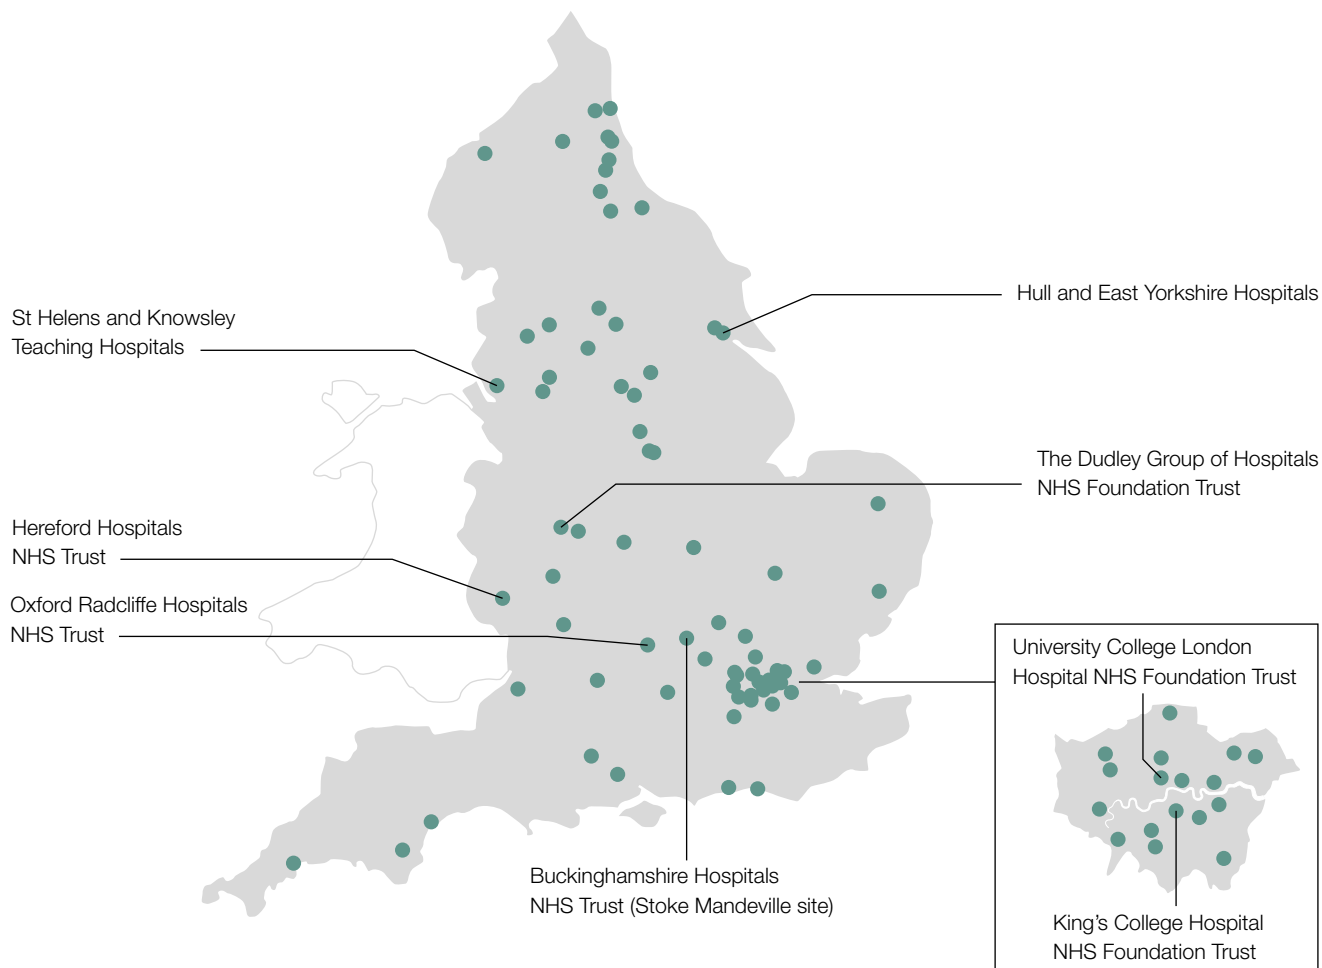 Hull and East Yorkshire Hospitals
St Helens and Knowsley
Teaching Hospitals
The Dudley Group of Hospitals
NHS Foundation Trust
Hereford Hospitals
NHS Trust
Oxford Radcliffe Hospitals
NHS Trust
University College London
Hospital NHS Foundation Trust
Buckinghamshire Hospitals
NHS Trust (Stoke Mandeville site)
King’s College Hospital
NHS Foundation Trust